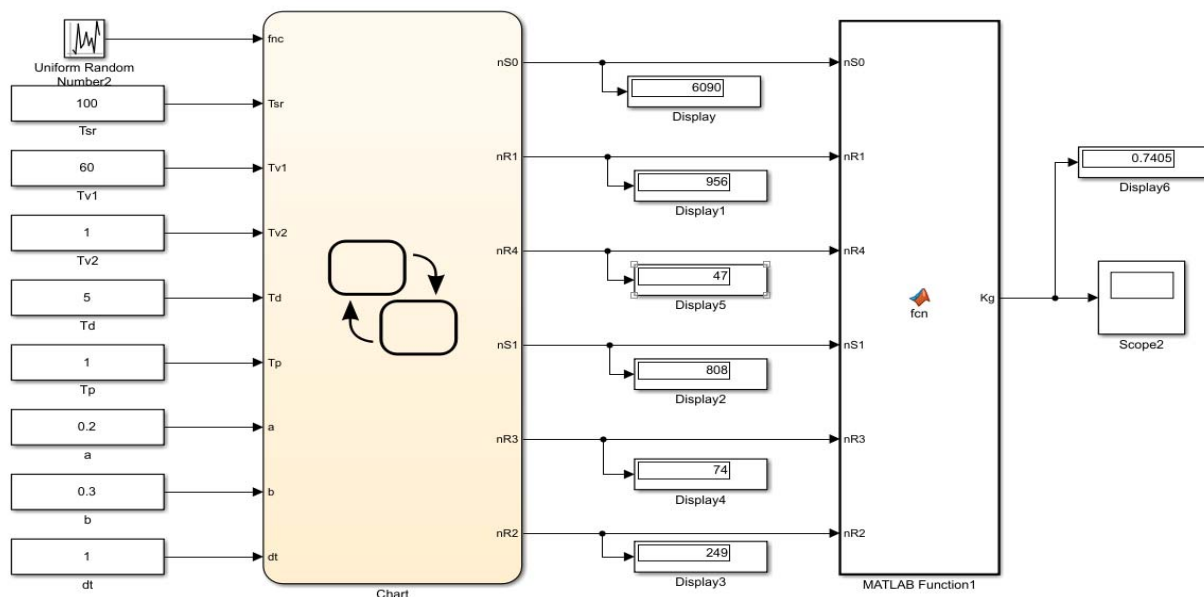 fnc
Uniform Random
Number2
100
Tsr
Tsr
60
Tv1
Tv1
1
Tv2
Tv2
5
Td
Td
1
Tp
Tp
0.2
a
a
0.3
b
b
1
dt
dt
Chart
nS0
nR1
nR4
nS1
nR3
nR2
6090
Display
956
Display1
47
Display5
808
Display2
74
Display4
249
Display3
nS0
nR1
nR4
nS1
nR3
nR2
fcn
Kg
MATLAB Function1
0.7405
Display6
Scope2